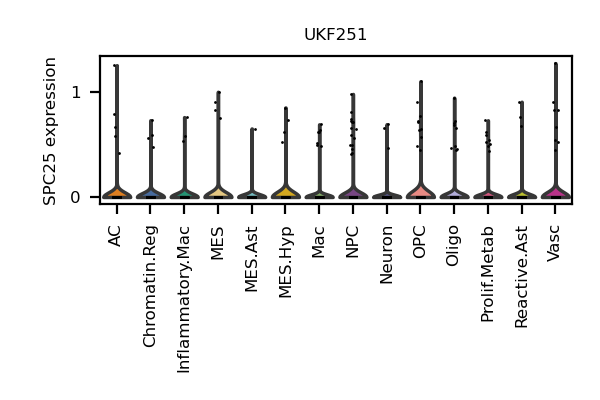 UKF251
SPC25 expression
1
0
AC
Chromatin.Reg
Inflammatory.Mac
MES
MES.Ast
MES.Hyp
Mac
NPC
Neuron
OPC
Oligo
Prolif.Metab
Reactive.Ast
Vasc